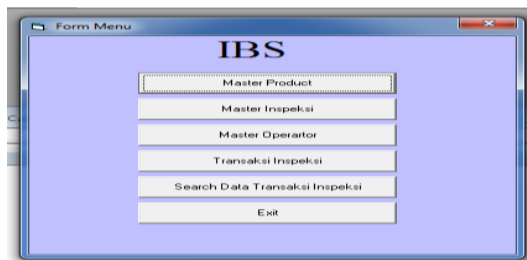 Form Menu
IBS
Master Product
Master Inspeksi
Master Operartor
Transaksi Inspeksi
Search Data Transaksi Inspeksi
Exit